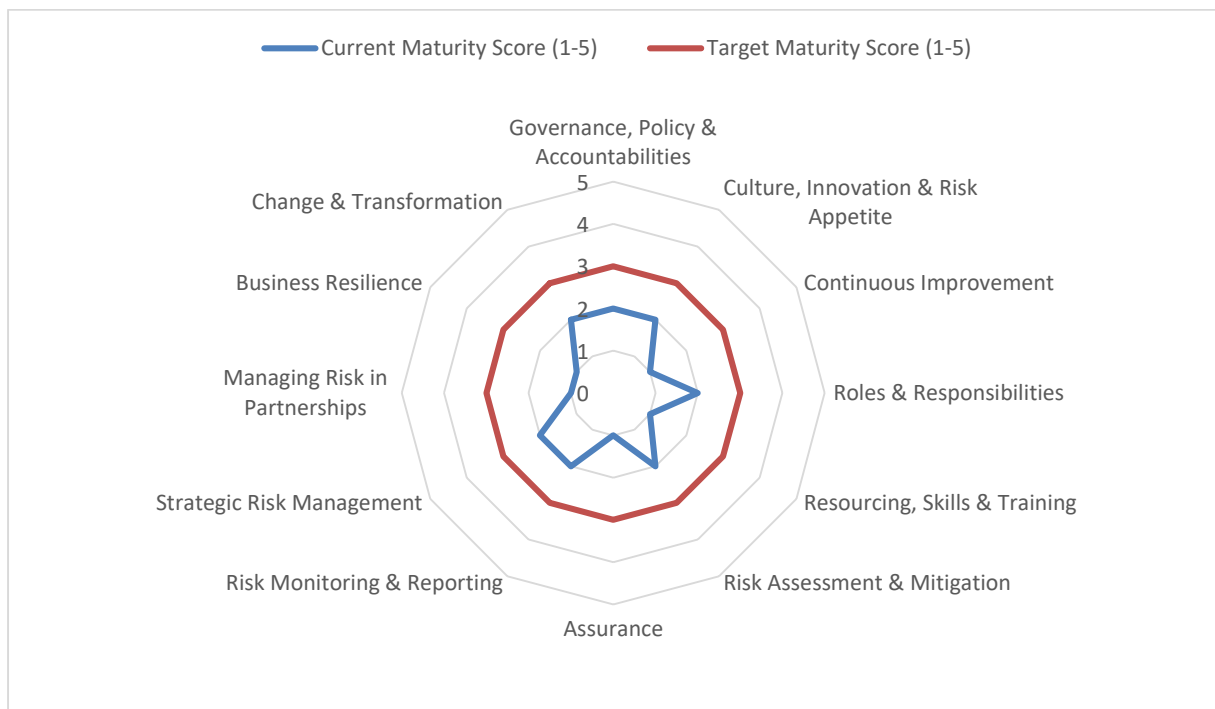 Current Maturity Score (1-5)
Target Maturity Score (1-5)
Governance, Policy &
Accountabilities
Culture, Innovation & Risk
Appetite
Continuous Improvement
Roles & Responsibilities
Resourcing, Skills & Training
Risk Assessment & Mitigation
Assurance
Risk Monitoring & Reporting
Strategic Risk Management
Managing Risk in
Partnerships
Business Resilience
Change & Transformation
5
4
3
2
1
0